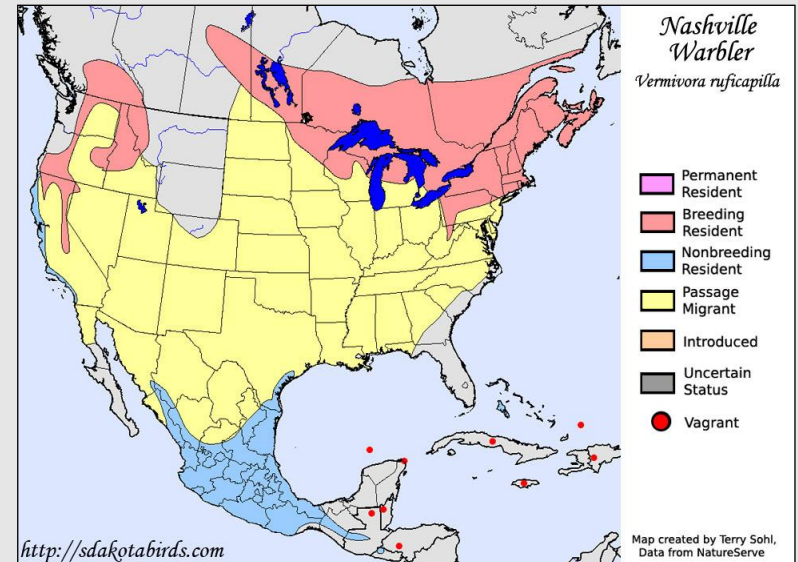 Nashville
Warbler
Vermivora ruficapilla
Permanent
Resident
Breeding
Resident
Nonbreeding
Resident
Passage
Migrant
Introduced
Uncertain
Status
Vagrant
Map created by Terry Sohl,
Data from NatureServe
http://sdakotabirds.com